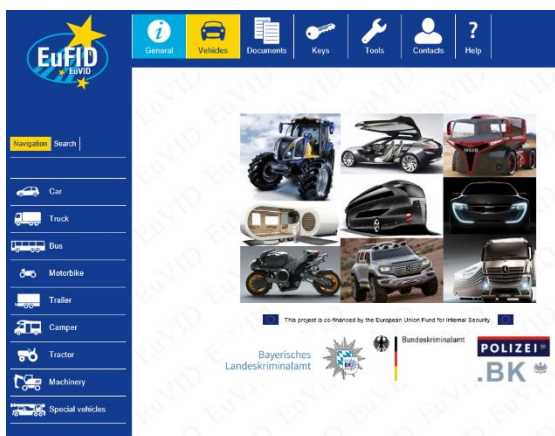 EuFID
EuVID
General
Vehicles
Documents
Keys
Tools
Contacts
?
Help
Navigation
Search
Car
Truck
Bus
Motorbike
Trailer
Camper
Tractor
Machinery
Special vehicles
IVECO
This project is co-financed by the European Union Fund for Internal Security
Bayerisches
Landeskriminalamt
Bundeskriminalamt
POLIZEI
.BK
EuVID